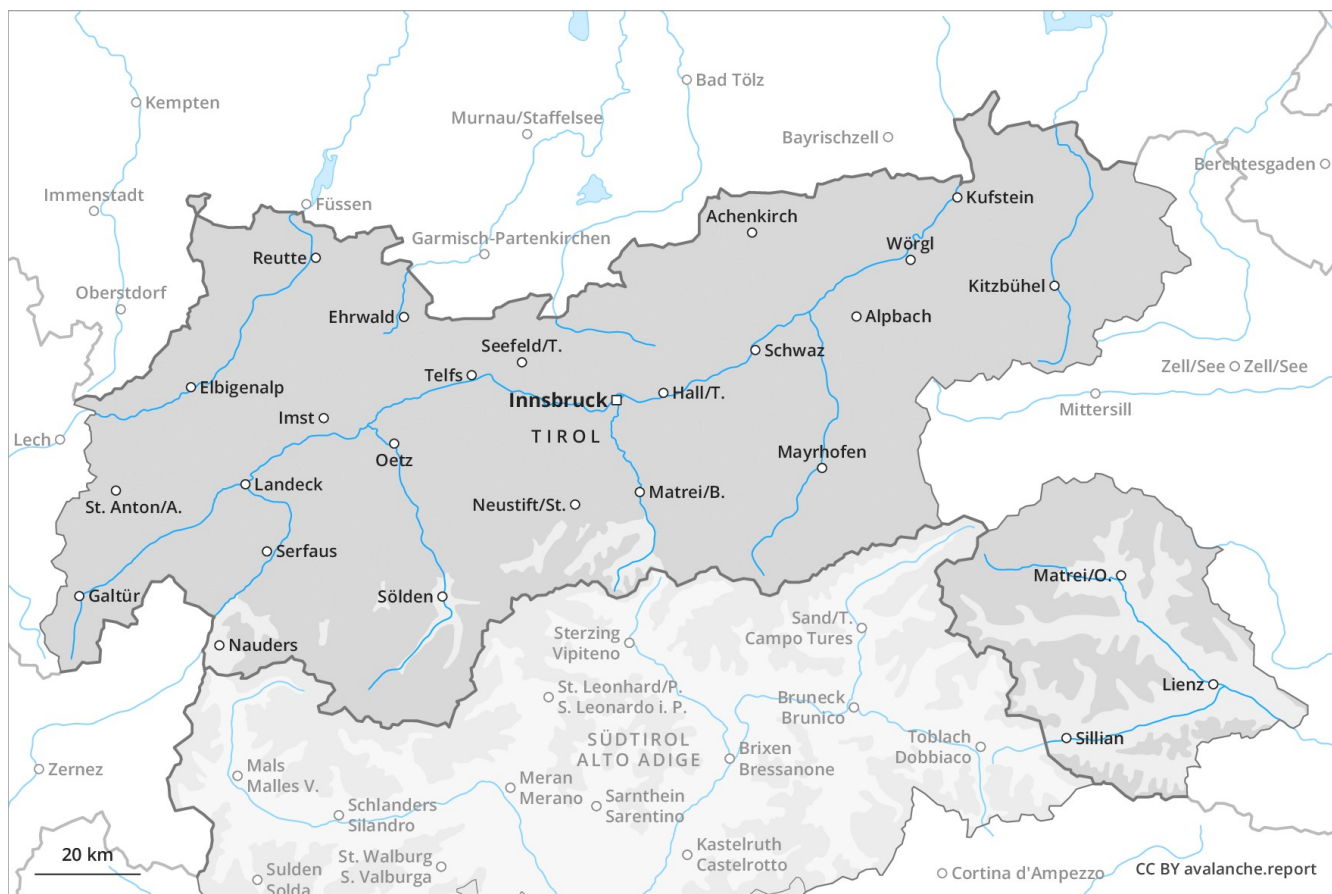 Kempten
Bad Tölz
Murnau/Staffelsee
Bayrischzell
Berchtesgaden
Immenstadt
Füssen
Kufstein
Achenkirch
Garmisch-Partenkirchen
Wörgl
Reutte
Oberstdorf
Kitzbühel
Ehrwald
Alpbach
Seefeld/T.
Schwaz
Zell/See
Zell/See
Telfs
Elbigenalp
Hall/T.
Innsbruck
Mittersill
Imst
TIROL
Lech
Oetz
Mayrhofen
Landeck
Matrei/B.
St. Anton/A.
Neustift/St.
Serfaus
Matrei/O.
Galtür
Sölden
Sand/T.
Campo Tures
Sterzing
Vipiteno
Nauders
Lienz
St. Leonhard/P.
S. Leonardo i. P.
Bruneck
Brunico
SÜDTIROL
ALTO ADIGE
Sillian
Toblach
Dobbiaco
Brixen
Bressanone
Zernez
Mals
Malles V.
Meran
Merano
Sarnthein
Sarentino
Schlanders
Silandro
Kastelruth
Castelrotto
20 km
St. Walburg
S. Valburga
Sulden
Solda
Cortina d'Ampezzo
CC BY avalanche.report